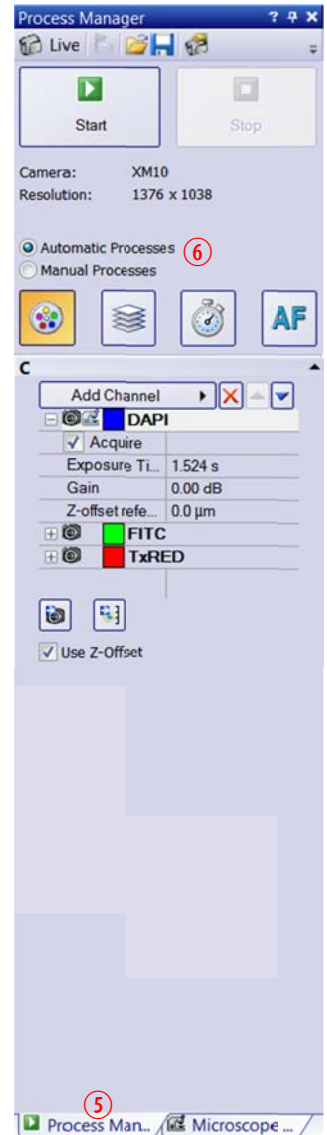 Process Manager ? X
Live
Start Stop
Camera: XM10
Resolution: 1376 x 1038
Automatic Processes 6
Manual Processes
AF
C
Add Channel
DAPI
Acquire
Exposure Ti... 1.524 s
Gain 0.00 dB
Z-offset refe... 0.0 µm
FITC
TxRED
Use Z-Offset
5
Process Man... Microscope ...